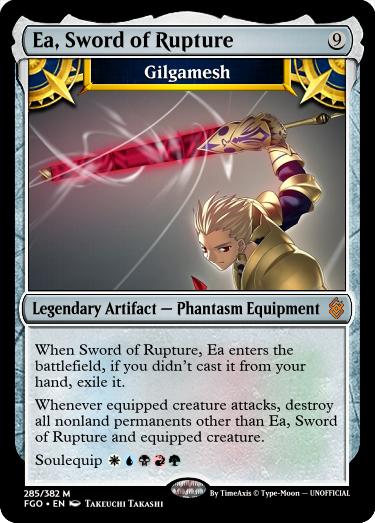 Ea, Sword of Rupture 9
Gilgamesh
Legendary Artifact — Phantasm Equipment
When Sword of Rupture, Ea enters the
battlefield, if you didn't cast it from your
hand, exile it.
Whenever equipped creature attacks, destroy
all nonland permanents other than Ea, Sword
of Rupture and equipped creature.
Soulequip
285/382 M
FGO • EN Takeuchi Takashi
By TimeAxis © Type-Moon — UNOFFICIAL